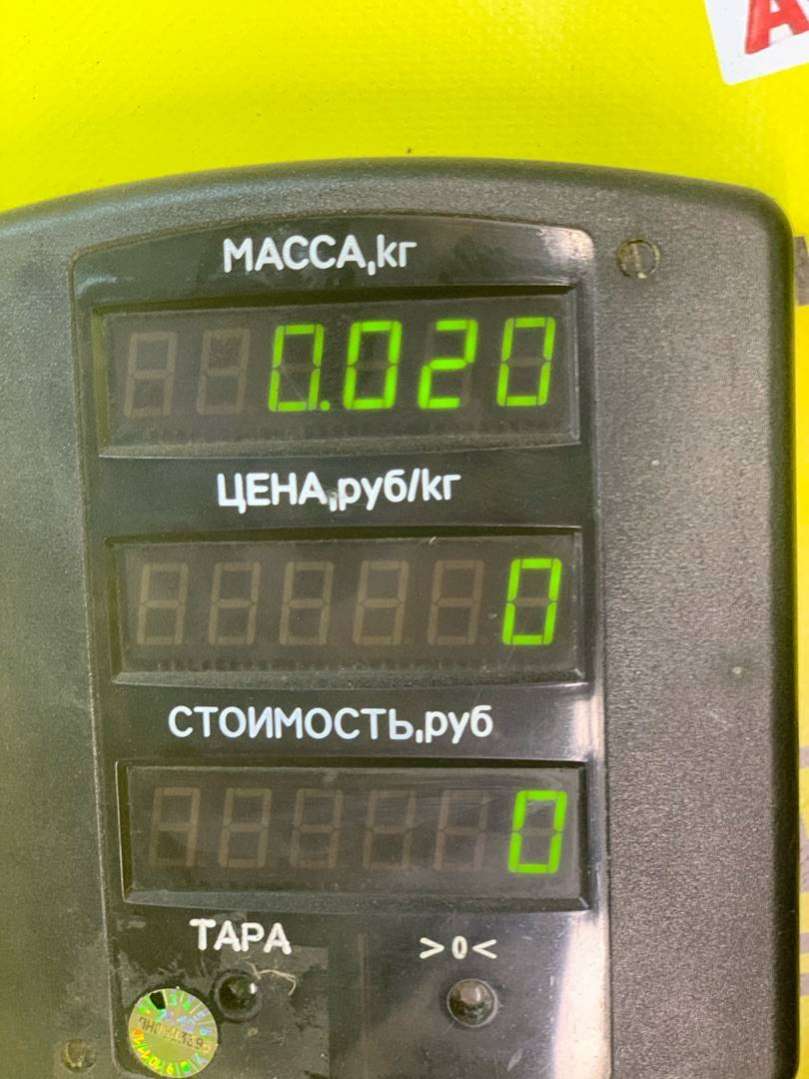 А
МАССА,кг
0.020
ЦЕНА,руб/кг
0
СТОИМОСТЬ,руб
0
ТАРА >0<